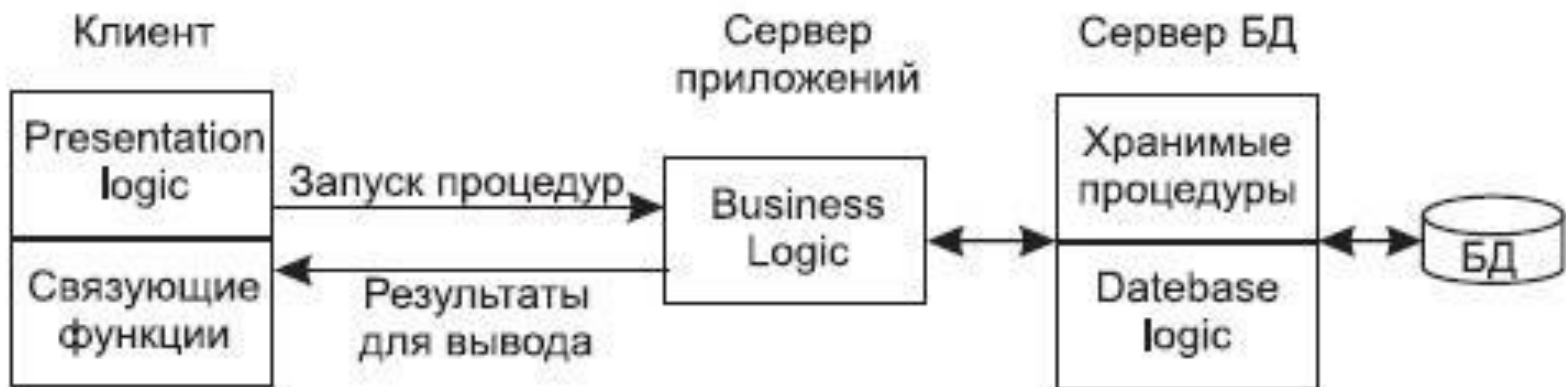 Клиент
Сервер
приложений
Сервер БД
Presentation
logic
Связующие
функции
Запуск процедур
Результаты
для вывода
Business
Logic
Хранимые
процедуры
Datebase
logic
БД